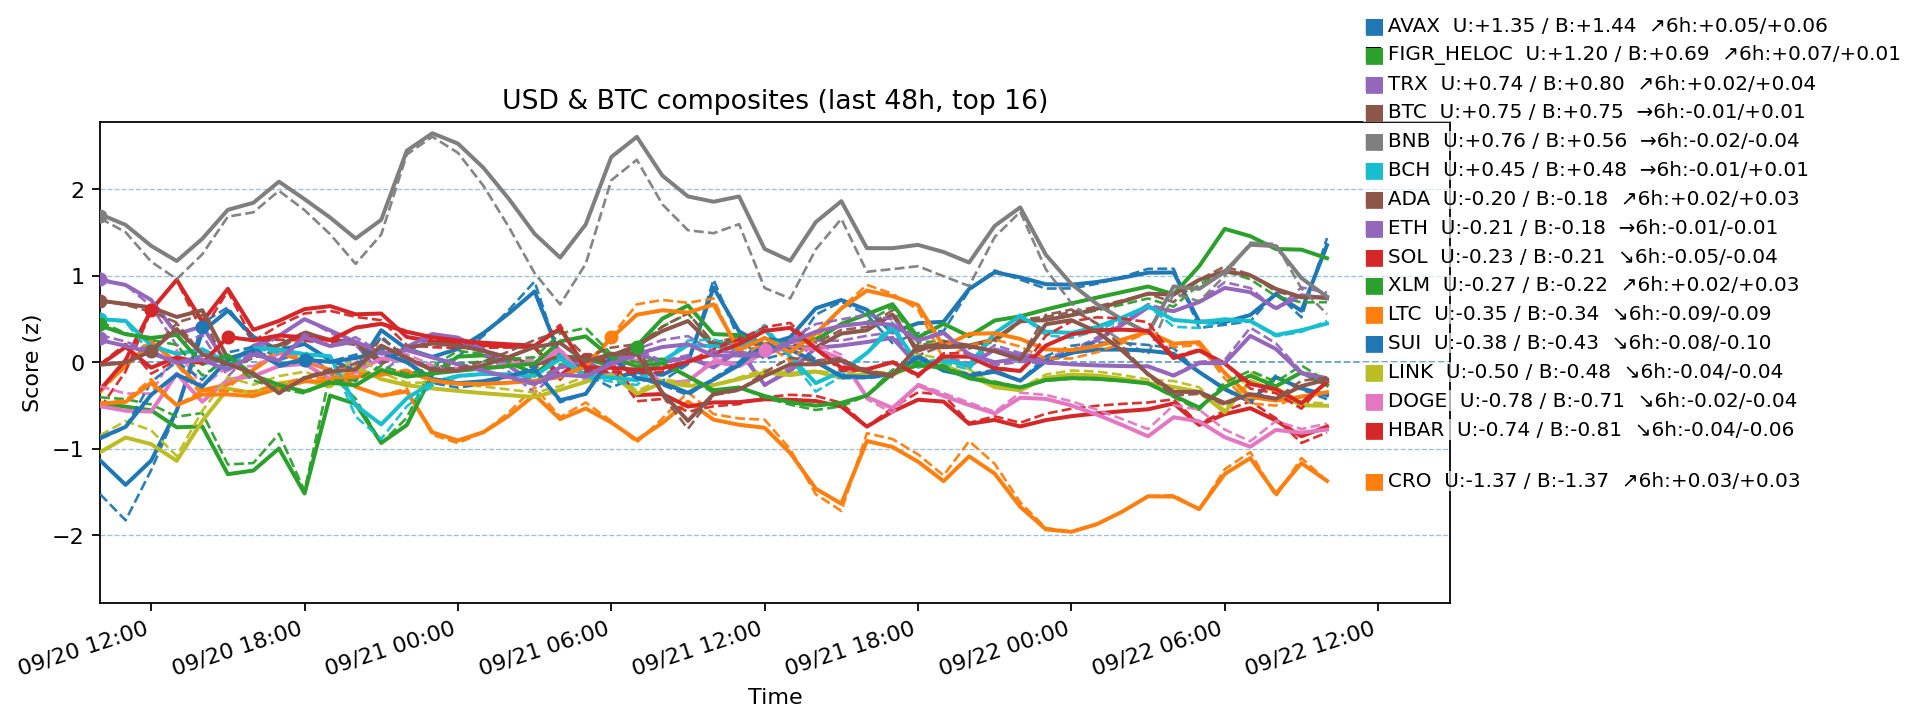 USD & BTC composites (last 48h, top 16)
AVAX U:+1.35 / B:+1.44 ↗6h:+0.05/+0.06
FIGR_HELOC U:+1.20 / B:+0.69 ↗6h:+0.07/+0.01
TRX U:+0.74 / B:+0.80 ↗6h:+0.02/+0.04
BTC U:+0.75 / B:+0.75 →6h:-0.01/+0.01
BNB U:+0.76 / B:+0.56 →6h:-0.02/-0.04
BCH U:+0.45 / B:+0.48 →6h:-0.01/+0.01
ADA U:-0.20 / B:-0.18 ↗6h:+0.02/+0.03
ETH U:-0.21 / B:-0.18 →6h:-0.01/-0.01
SOL U:-0.23 / B:-0.21 ↘6h:-0.05/-0.04
XLM U:-0.27 / B:-0.22 ↗6h:+0.02/+0.03
LTC U:-0.35 / B:-0.34 ↘6h:-0.09/-0.09
SUI U:-0.38 / B:-0.43 ↘6h:-0.08/-0.10
LINK U:-0.50 / B:-0.48 ↘6h:-0.04/-0.04
DOGE U:-0.78 / B:-0.71 ↘6h:-0.02/-0.04
HBAR U:-0.74 / B:-0.81 ↘6h:-0.04/-0.06
CRO U:-1.37 / B:-1.37 ↗6h:+0.03/+0.03
Score (z)
2
1
0
−1
−2
09/20 12:00
09/20 18:00
09/21 00:00
09/21 06:00
09/21 12:00
09/21 18:00
09/22 00:00
09/22 06:00
09/22 12:00
Time